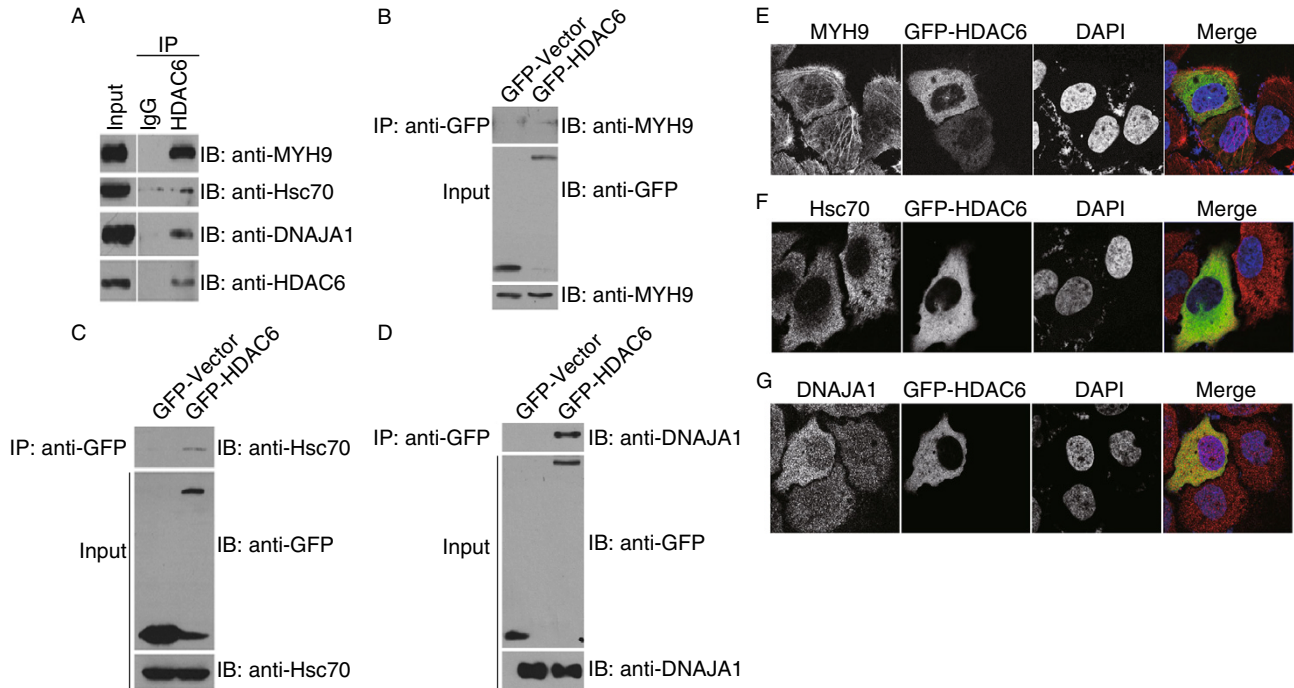 A
IP
Input
IgG
HDAC6
IB: anti-MYH9
IB: anti-Hsc70
IB: anti-DNAJA1
IB: anti-HDAC6
B
GFP-Vector
GFP-HDAC6
IP: anti-GFP
IB: anti-MYH9
Input
IB: anti-GFP
IB: anti-MYH9
C
GFP-Vector
GFP-HDAC6
IP: anti-GFP
IB: anti-Hsc70
Input
IB: anti-GFP
IB: anti-Hsc70
D
GFP-Vector
GFP-HDAC6
IP: anti-GFP
IB: anti-DNAJA1
Input
IB: anti-GFP
IB: anti-DNAJA1
E
MYH9 GFP-HDAC6 DAPI Merge
F
Hsc70 GFP-HDAC6 DAPI Merge
G
DNAJA1 GFP-HDAC6 DAPI Merge